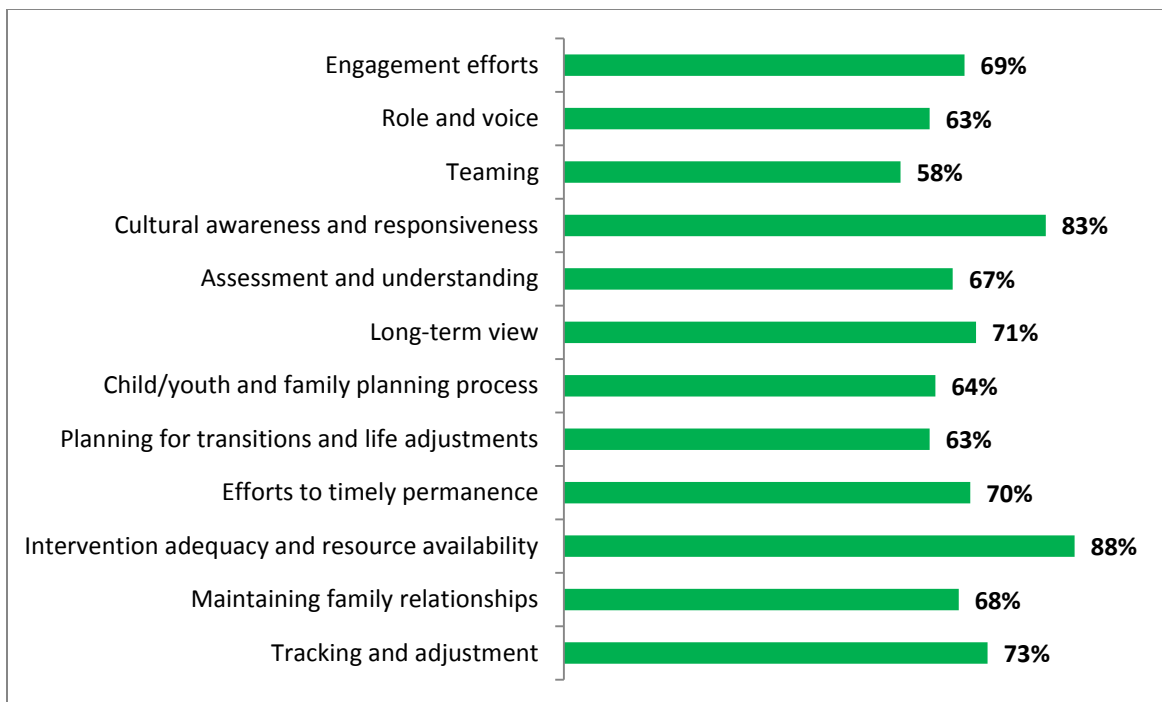 Engagement efforts 69%
Role and voice 63%
Teaming 58%
Cultural awareness and responsiveness 83%
Assessment and understanding 67%
Long-term view 71%
Child/youth and family planning process 64%
Planning for transitions and life adjustments 63%
Efforts to timely permanence 70%
Intervention adequacy and resource availability 88%
Maintaining family relationships 68%
Tracking and adjustment 73%